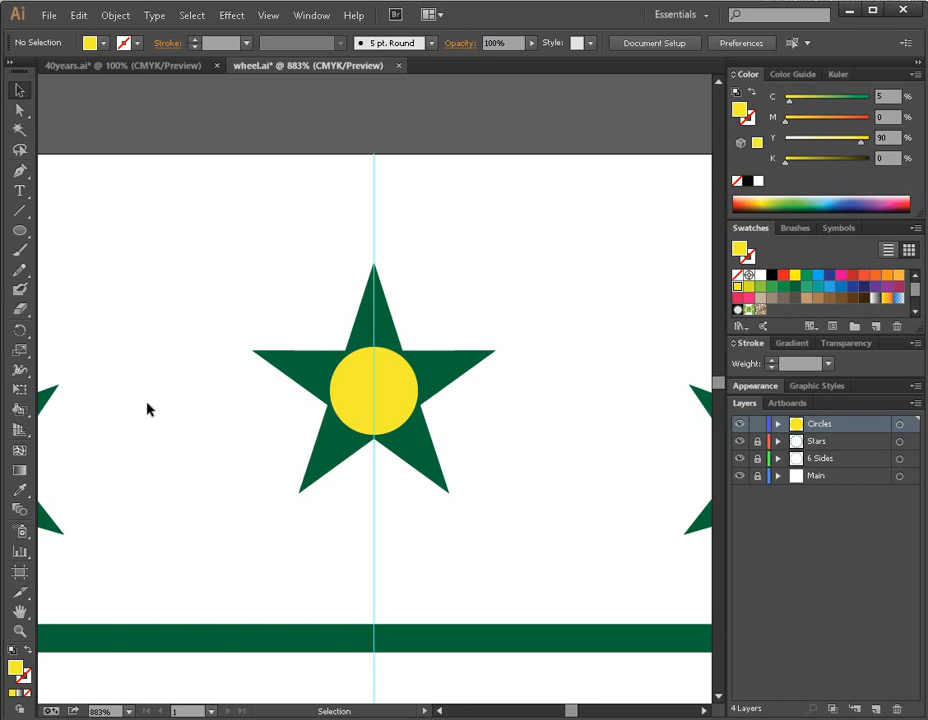 Ai File Edit Object Type Select Effect View Window Help Br Essentials
No Selection Stroke: 5 pt. Round Opacity: 100% Style: Document Setup Preferences
40years.ai* @ 100% (CMYK/Preview) × wheel.ai* @ 883% (CMYK/Preview) ×
Color Color Guide Kuler
C 5 %
M 0 %
Y 90 %
K 0 %
Swatches Brushes Symbols
Stroke Gradient Transparency
Weight:
Appearance Graphic Styles
Layers Artboards
Circles
Stars
6 Sides
Main
883% 1 Selection 4 Layers